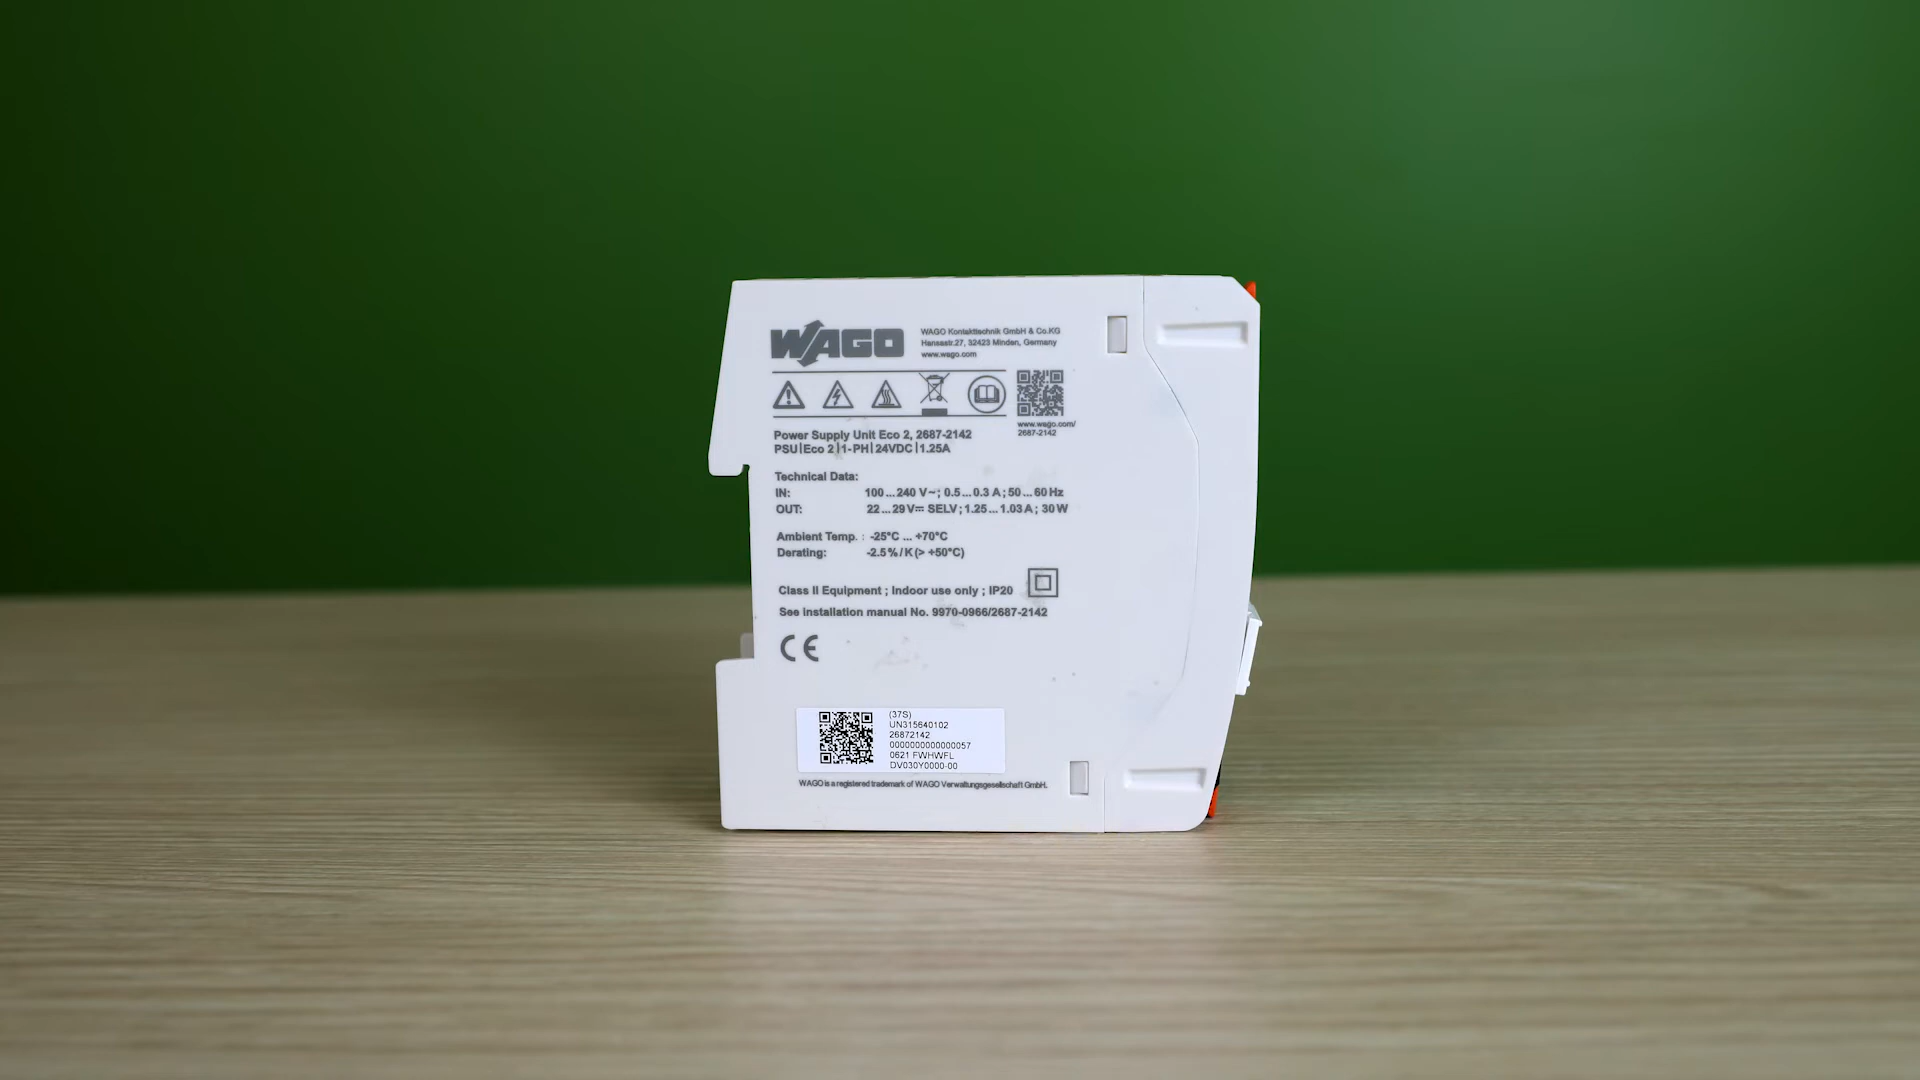 WAGO
WAGO Kontakttechnik GmbH & Co.KG
Hansastr.27, 32423 Minden, Germany
www.wago.com
www.wago.com/
2687-2142
Power Supply Unit Eco 2, 2687-2142
PSU|Eco 2|1-PH|24VDC|1.25A
Technical Data:
IN: 100 ... 240 V~; 0.5 ... 0.3 A; 50 ... 60 Hz
OUT: 22 ... 29 V⎓ SELV; 1.25 ... 1.03 A; 30 W
Ambient Temp. : -25°C ... +70°C
Derating: -2.5 % / K (> +50°C)
Class II Equipment ; Indoor use only ; IP20
See installation manual No. 9970-0966/2687-2142
CE
(37S)
UN315640102
26872142
0000000000000057
0621 FWHWFL
DV030Y0000-00
WAGO is a registered trademark of WAGO Verwaltungsgesellschaft GmbH.